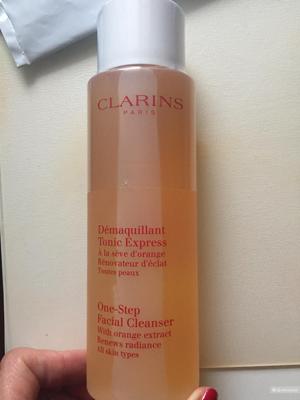 CLARINS
PARIS
Démaquillant
Tonic Express
A la sève d'orange
Rénovateur d'éclat
Toutes peaux
One-Step
Facial Cleanser
With orange extract
Renews radiance
All skin types